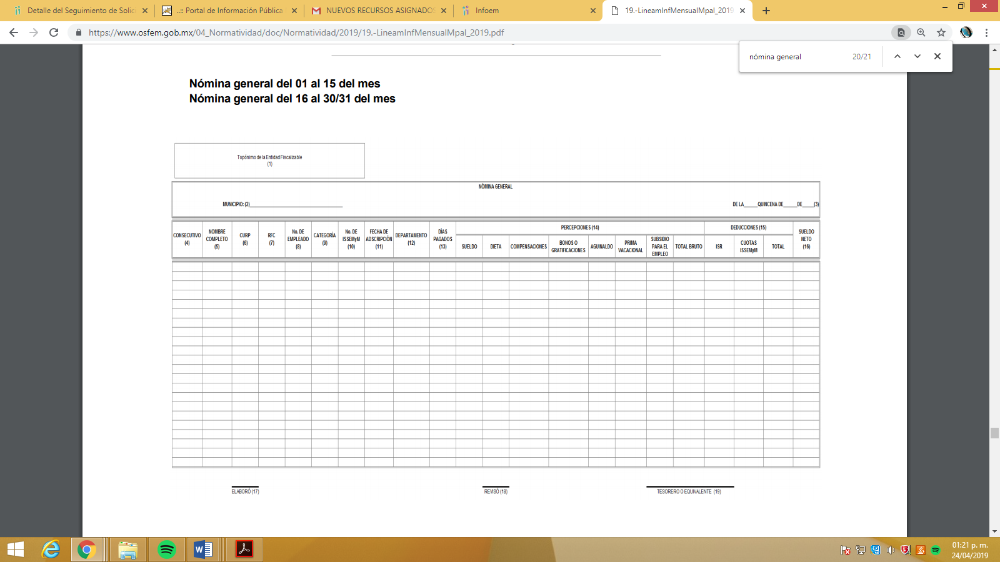 Detalle del Seguimiento de Solici
..:: Portal de Información Pública
NUEVOS RECURSOS ASIGNADOS
Infoem
19.-LineamInfMensualMpal_2019
https://www.osfem.gob.mx/04_Normatividad/doc/Normatividad/2019/19.-LineamInfMensualMpal_2019.pdf
nómina general 20/21
Nómina general del 01 al 15 del mes
Nómina general del 16 al 30/31 del mes
Topónimo de la Entidad Fiscalizable
(1)
NÓMINA GENERAL
MUNICIPIO: (2)
DE LA_____QUINCENA DE_____DE____(3)
CONSECUTIVO
(4)
NOMBRE
COMPLETO
(5)
CURP
(6)
RFC
(7)
No. DE
EMPLEADO
(8)
CATEGORÍA
(9)
No. DE
ISSEMyM
(10)
FECHA DE
ADSCRIPCIÓN
(11)
DEPARTAMENTO
(12)
DÍAS
PAGADOS
(13)
PERCEPCIONES (14)
SUELDO
DIETA
COMPENSACIONES
BONOS O
GRATIFICACIONES
AGUINALDO
PRIMA
VACACIONAL
SUBSIDIO
PARA EL
EMPLEO
TOTAL BRUTO
DEDUCCIONES (15)
ISR
CUOTAS
ISSEMyM
TOTAL
SUELDO
NETO
(16)
ELABORÓ (17)
REVISÓ (18)
TESORERO O EQUIVALENTE (19)
01:21 p. m.
24/04/2019